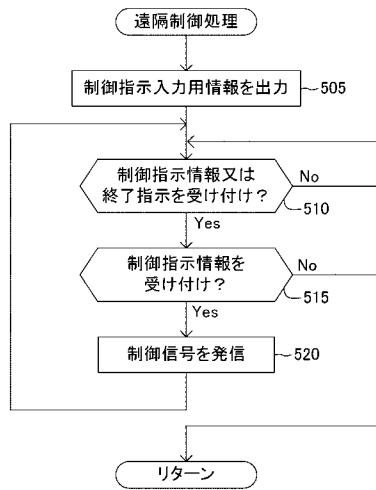 遠隔制御処理
制御指示入力用情報を出力
505
制御指示情報又は
終了指示を受け付け？
No
510
Yes
制御指示情報を
受け付け？
No
515
Yes
制御信号を発信
520
リターン